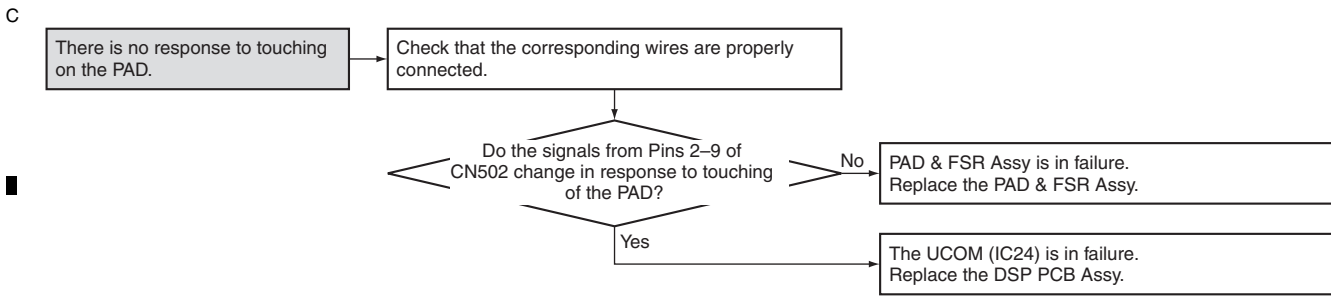 C
There is no response to touching
on the PAD.
Check that the corresponding wires are properly
connected.
Do the signals from Pins 2–9 of
CN502 change in response to touching
of the PAD?
No
PAD & FSR Assy is in failure.
Replace the PAD & FSR Assy.
Yes
The UCOM (IC24) is in failure.
Replace the DSP PCB Assy.